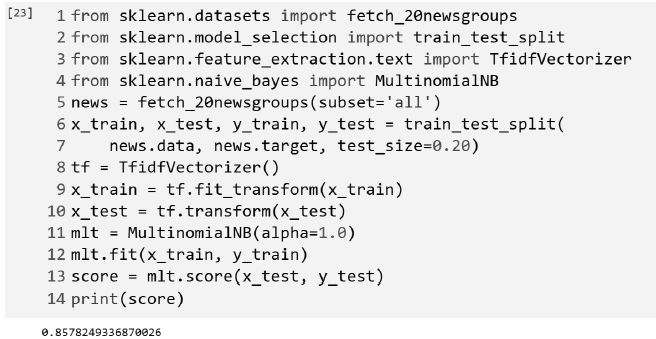 [23] 1 from sklearn.datasets import fetch_20newsgroups
2 from sklearn.model_selection import train_test_split
3 from sklearn.feature_extraction.text import TfidfVectorizer
4 from sklearn.naive_bayes import MultinomialNB
5 news = fetch_20newsgroups(subset='all')
6 x_train, x_test, y_train, y_test = train_test_split(
7     news.data, news.target, test_size=0.20)
8 tf = TfidfVectorizer()
9 x_train = tf.fit_transform(x_train)
10 x_test = tf.transform(x_test)
11 mlt = MultinomialNB(alpha=1.0)
12 mlt.fit(x_train, y_train)
13 score = mlt.score(x_test, y_test)
14 print(score)
0.8578249336870026